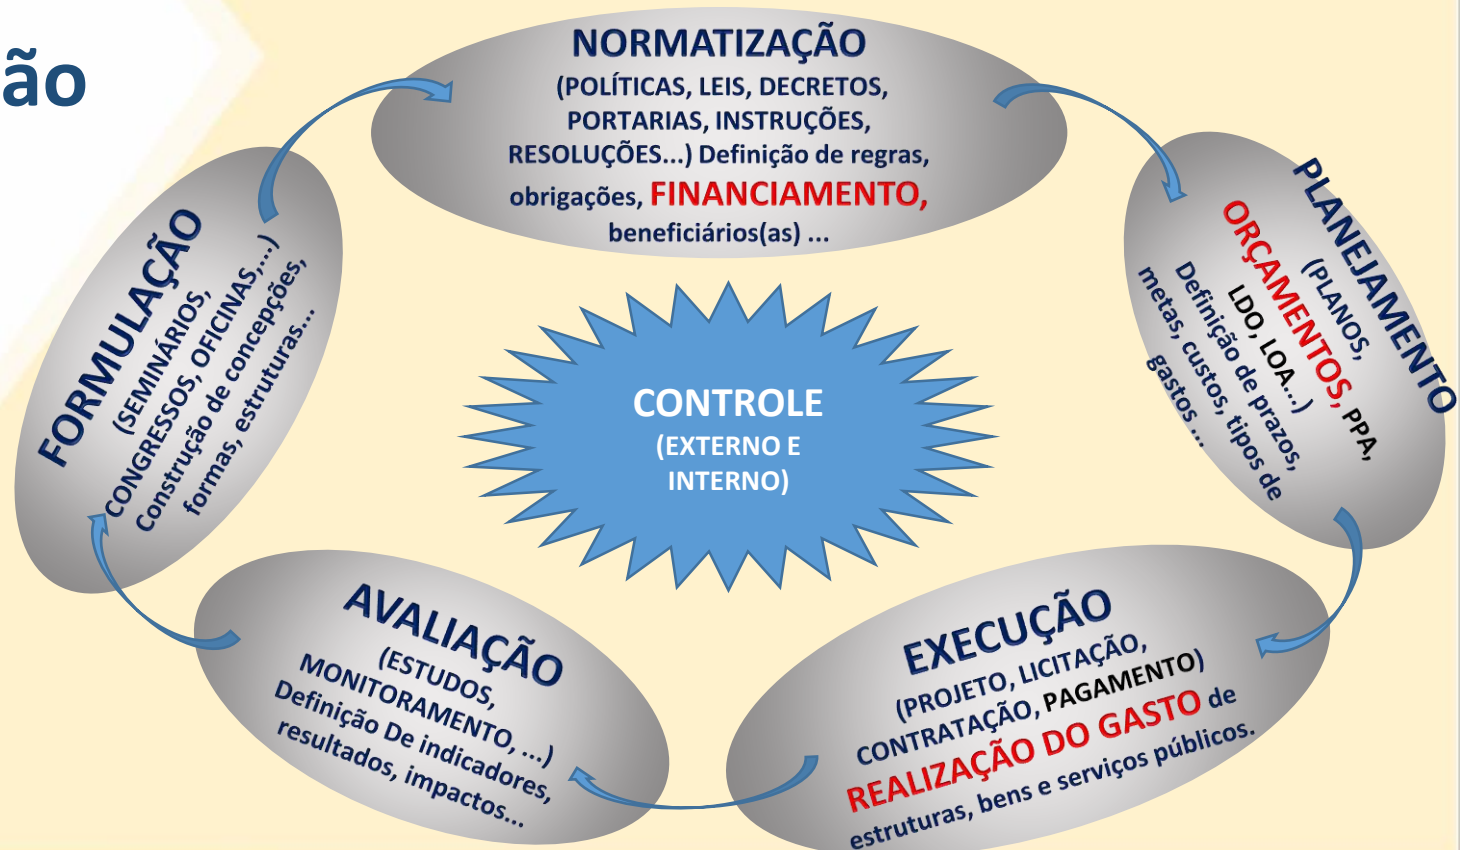 ão
NORMATIZAÇÃO
(POLÍTICAS, LEIS, DECRETOS,
PORTARIAS, INSTRUÇÕES,
RESOLUÇÕES...) Definição de regras,
obrigações, FINANCIAMENTO,
beneficiários(as) ...
PLANEJAMENTO
(PLANOS,
ORÇAMENTOS, PPA,
LDO, LOA...)
Definição de prazos,
metas, custos, tipos de
gastos ...
EXECUÇÃO
(PROJETO, LICITAÇÃO,
CONTRATAÇÃO, PAGAMENTO)
REALIZAÇÃO DO GASTO de
estruturas, bens e serviços públicos.
AVALIAÇÃO
(ESTUDOS,
MONITORAMENTO, ...)
Definição De indicadores,
resultados, impactos...
FORMULAÇÃO
(SEMINÁRIOS,
CONGRESSOS, OFICINAS,...)
Construção de concepções,
formas, estruturas...
CONTROLE
(EXTERNO E
INTERNO)